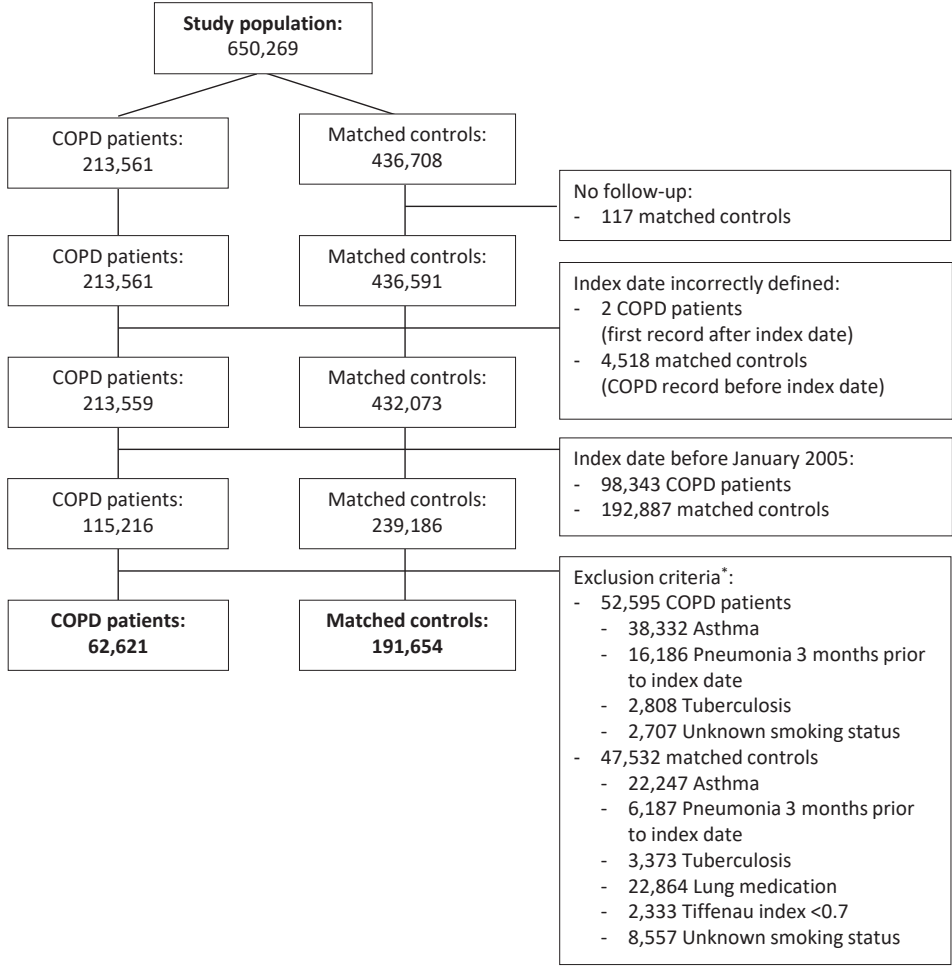 Study population:
650,269
COPD patients:
213,561
Matched controls:
436,708
No follow-up:
- 117 matched controls
COPD patients:
213,561
Matched controls:
436,591
Index date incorrectly defined:
- 2 COPD patients
(first record after index date)
- 4,518 matched controls
(COPD record before index date)
COPD patients:
213,559
Matched controls:
432,073
Index date before January 2005:
- 98,343 COPD patients
- 192,887 matched controls
COPD patients:
115,216
Matched controls:
239,186
Exclusion criteria*:
- 52,595 COPD patients
- 38,332 Asthma
- 16,186 Pneumonia 3 months prior
to index date
- 2,808 Tuberculosis
- 2,707 Unknown smoking status
- 47,532 matched controls
- 22,247 Asthma
- 6,187 Pneumonia 3 months prior
to index date
- 3,373 Tuberculosis
- 22,864 Lung medication
- 2,333 Tiffenau index <0.7
- 8,557 Unknown smoking status
COPD patients:
62,621
Matched controls:
191,654